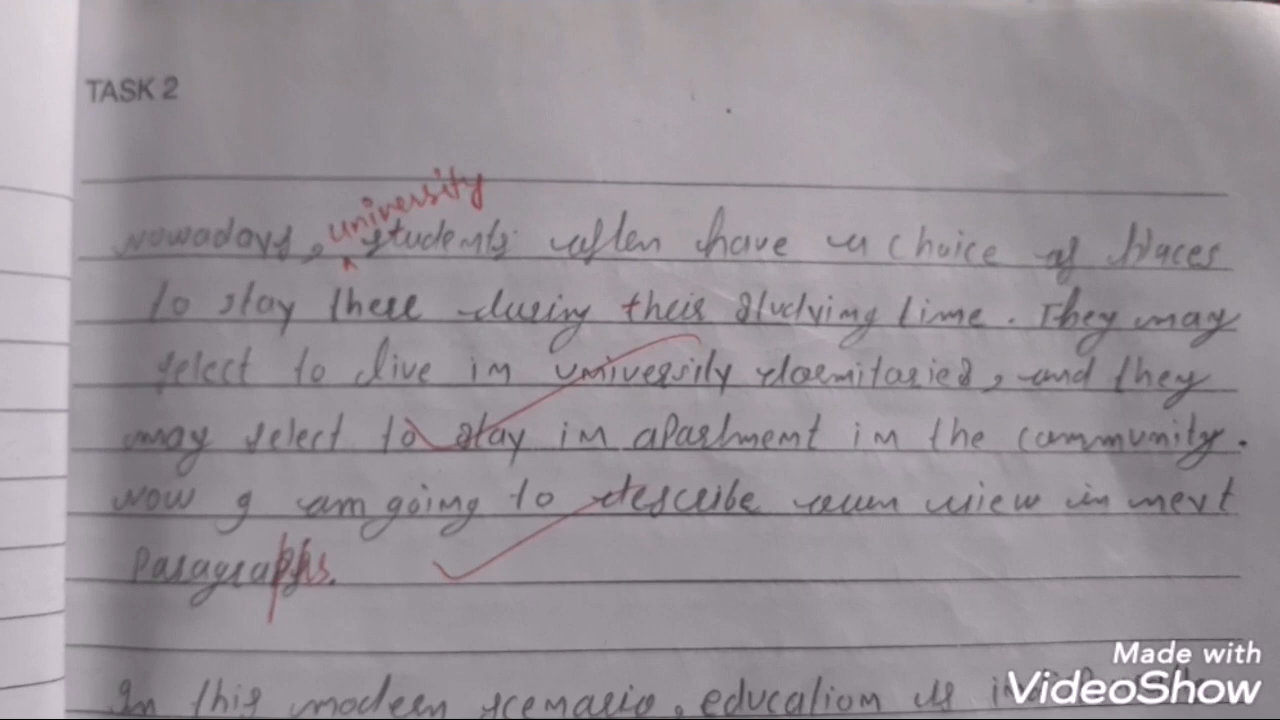 TASK 2
university
nowadays, students often have a choice of places
to stay there during their studying time. They may
select to live in university dormitories, and they
may select to stay in apartment in the community.
Now I am going to describe own view in next
Paragraphs.
In this modern scenario, education is
Made with
VideoShow